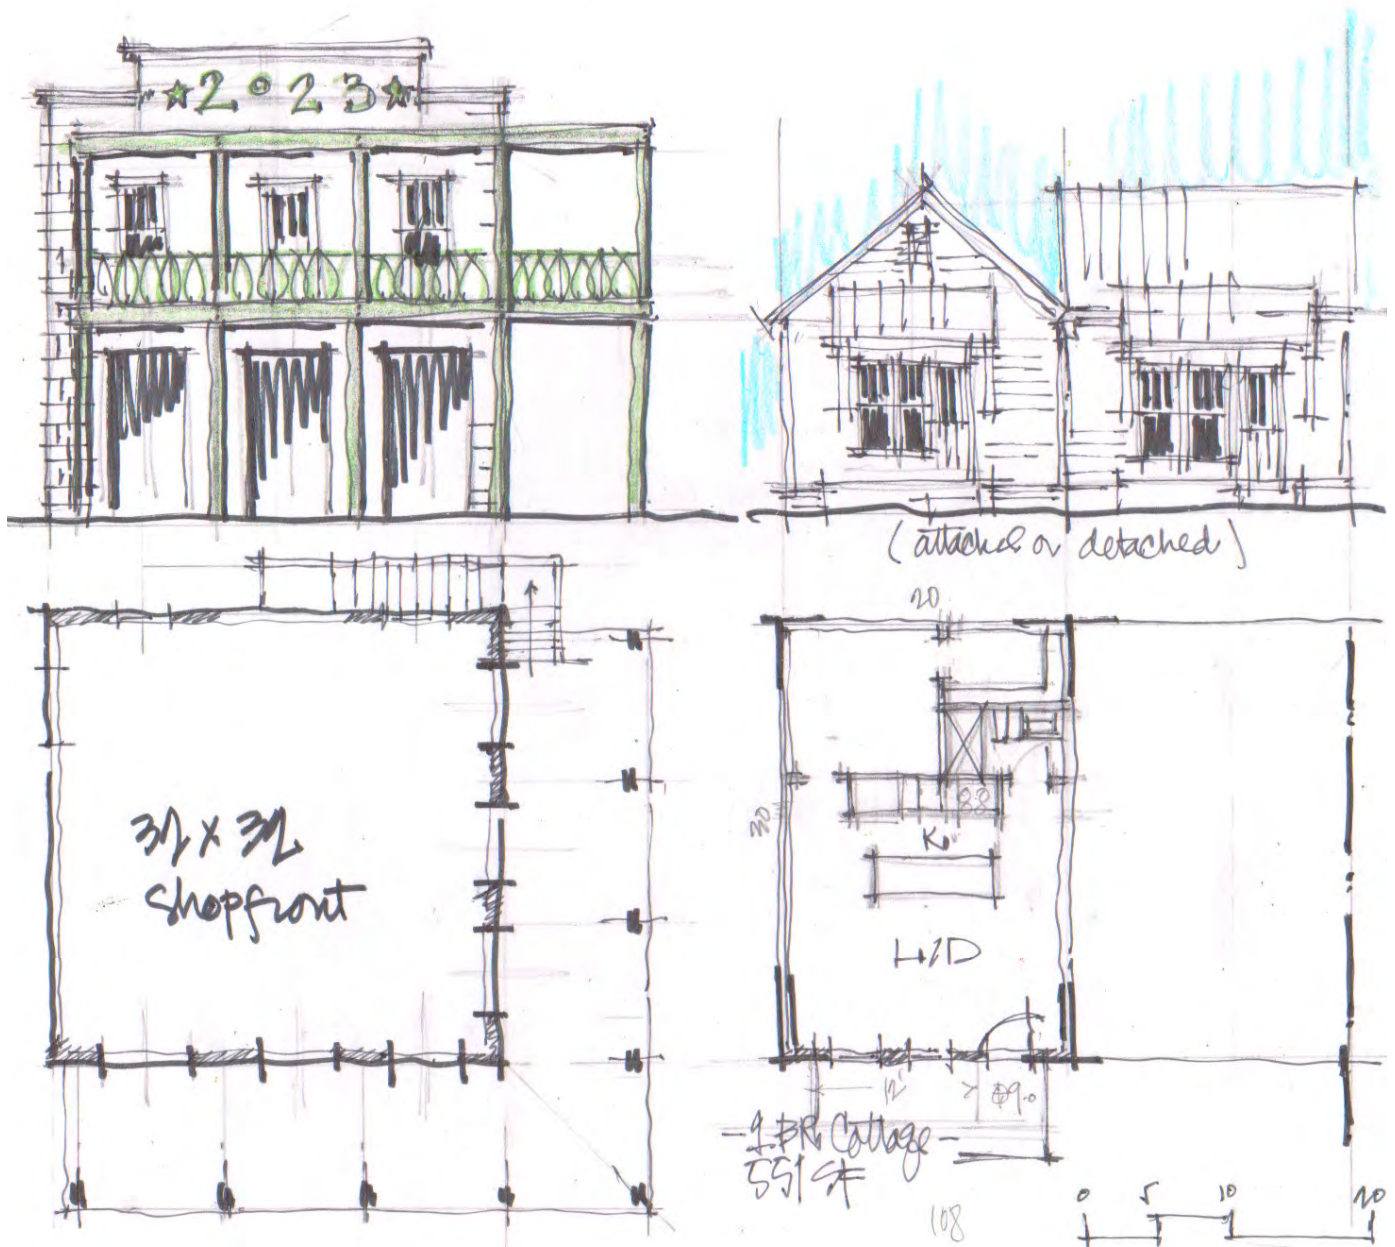 ★2023★
(attached or detached)
20
32 x 32
shopfront
30
K
L/D
12'
- 1 BR Cottage -
551 SF
108
0 5 10 20